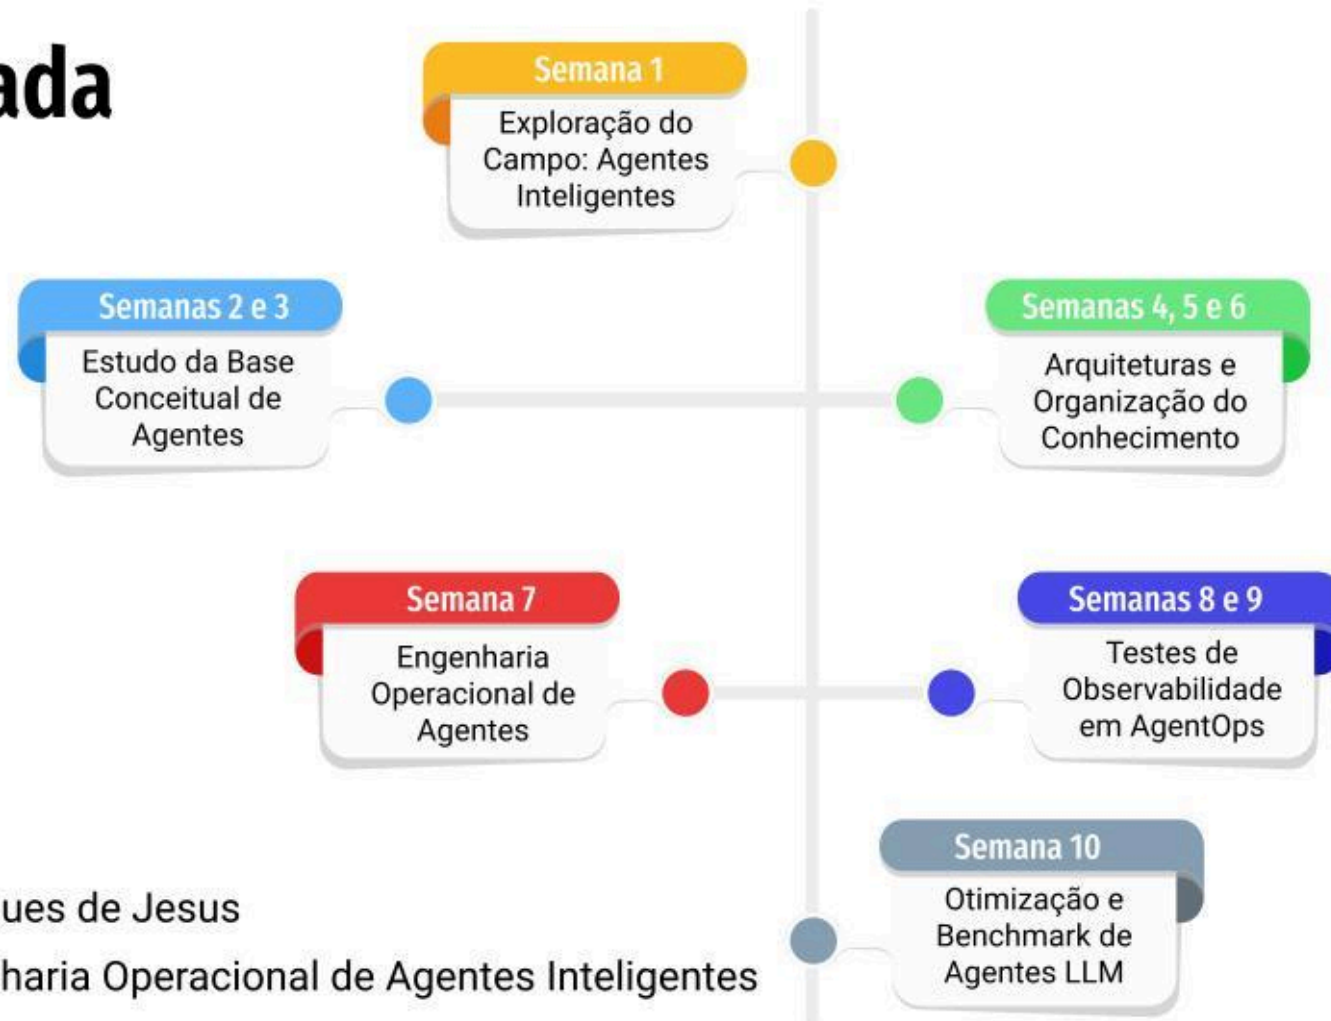 ada
Semana 1
Exploração do
Campo: Agentes
Inteligentes
Semanas 2 e 3
Estudo da Base
Conceitual de
Agentes
Semanas 4, 5 e 6
Arquiteturas e
Organização do
Conhecimento
Semana 7
Engenharia
Operacional de
Agentes
Semanas 8 e 9
Testes de
Observabilidade
em AgentOps
Semana 10
Otimização e
Benchmark de
Agentes LLM
ues de Jesus
haria Operacional de Agentes Inteligentes